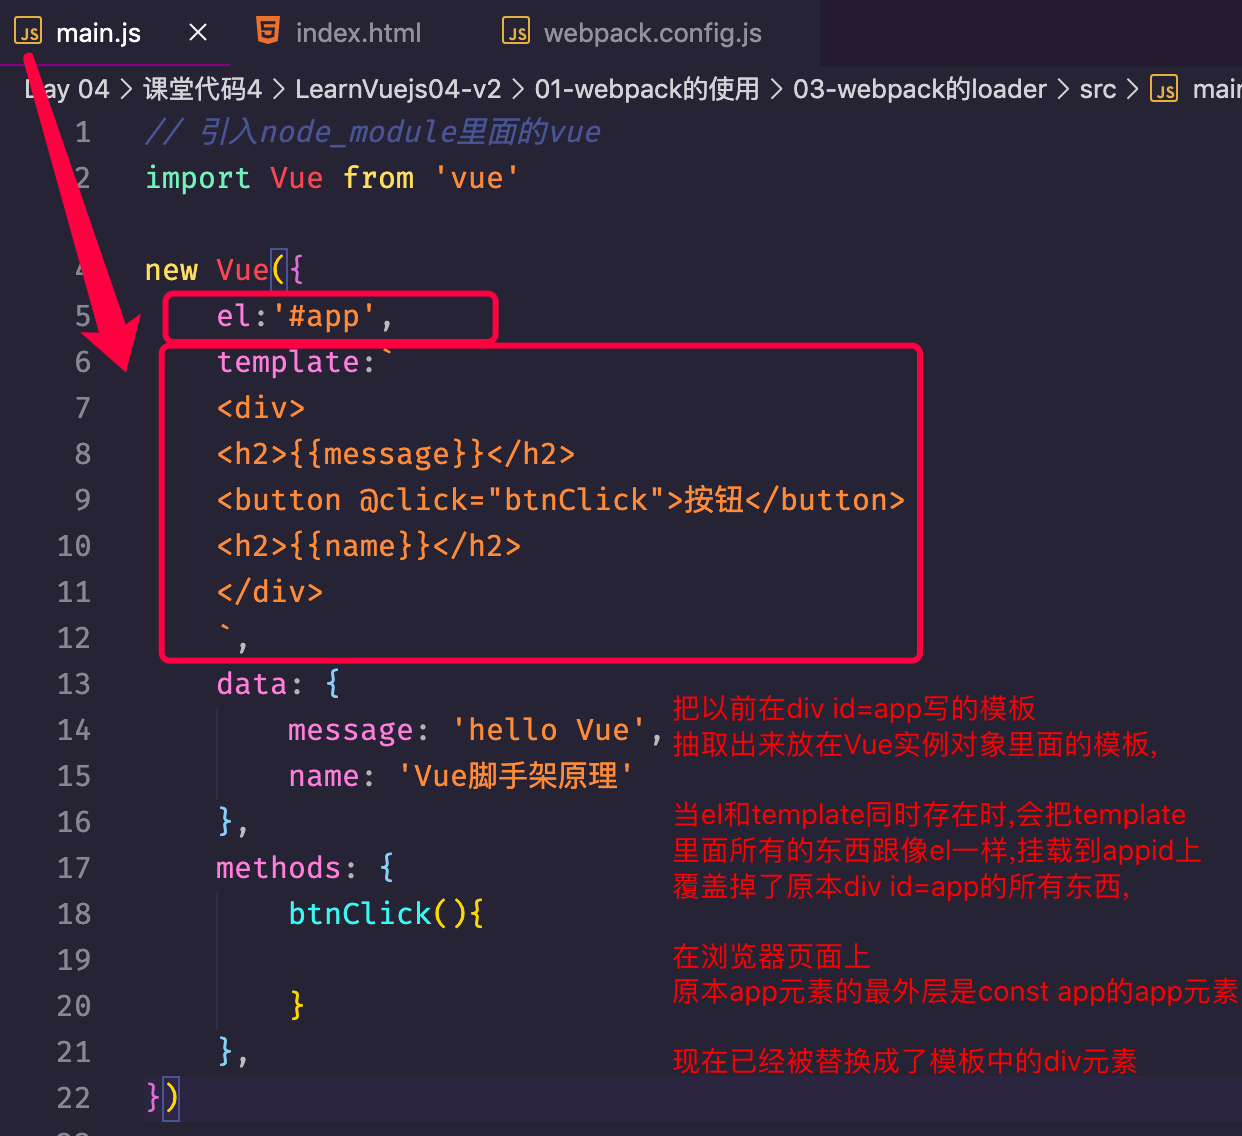 JS main.js × index.html JS webpack.config.js
Day 04 > 课堂代码4 > LearnVuejs04-v2 > 01-webpack的使用 > 03-webpack的loader > src > JS main
1 // 引入node_module里面的vue
2 import Vue from 'vue'
4 new Vue({
5 el:'#app',
6 template:`
7 <div>
8 <h2>{{message}}</h2>
9 <button @click="btnClick">按钮</button>
10 <h2>{{name}}</h2>
11 </div>
12 `,
13 data: {
14 message: 'hello Vue',
15 name: 'Vue脚手架原理'
16 },
17 methods: {
18 btnClick(){
19
20 }
21 },
22 })
把以前在div id=app写的模板
抽取出来放在Vue实例对象里面的模板,
当el和template同时存在时,会把template
里面所有的东西跟像el一样,挂载到appid上
覆盖掉了原本div id=app的所有东西,
在浏览器页面上
原本app元素的最外层是const app的app元素
现在已经被替换成了模板中的div元素